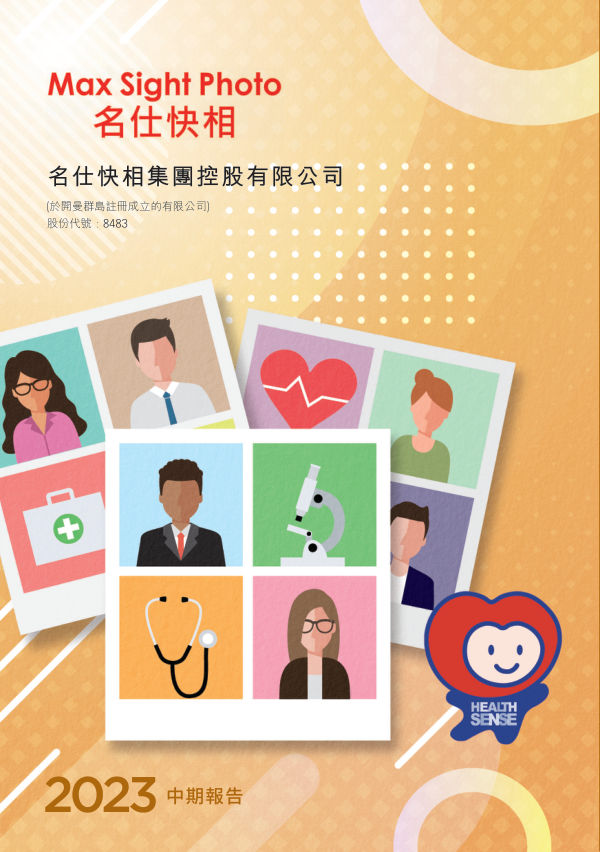 Max Sight Photo
名仕快相
名仕快相集團控股有限公司
(於開曼群島註冊成立的有限公司)
股份代號：8483
HEALTH
SENSE
2023 中期報告